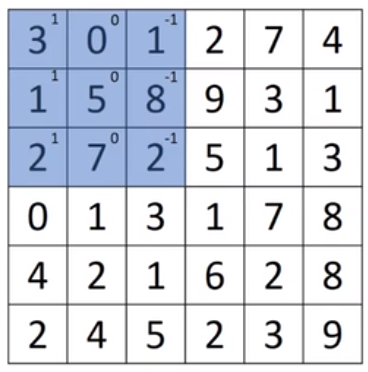 3 1 0 0 1 -1 2 7 4
1 1 5 0 8 -1 9 3 1
2 1 7 0 2 -1 5 1 3
0 1 3 1 7 8
4 2 1 6 2 8
2 4 5 2 3 9